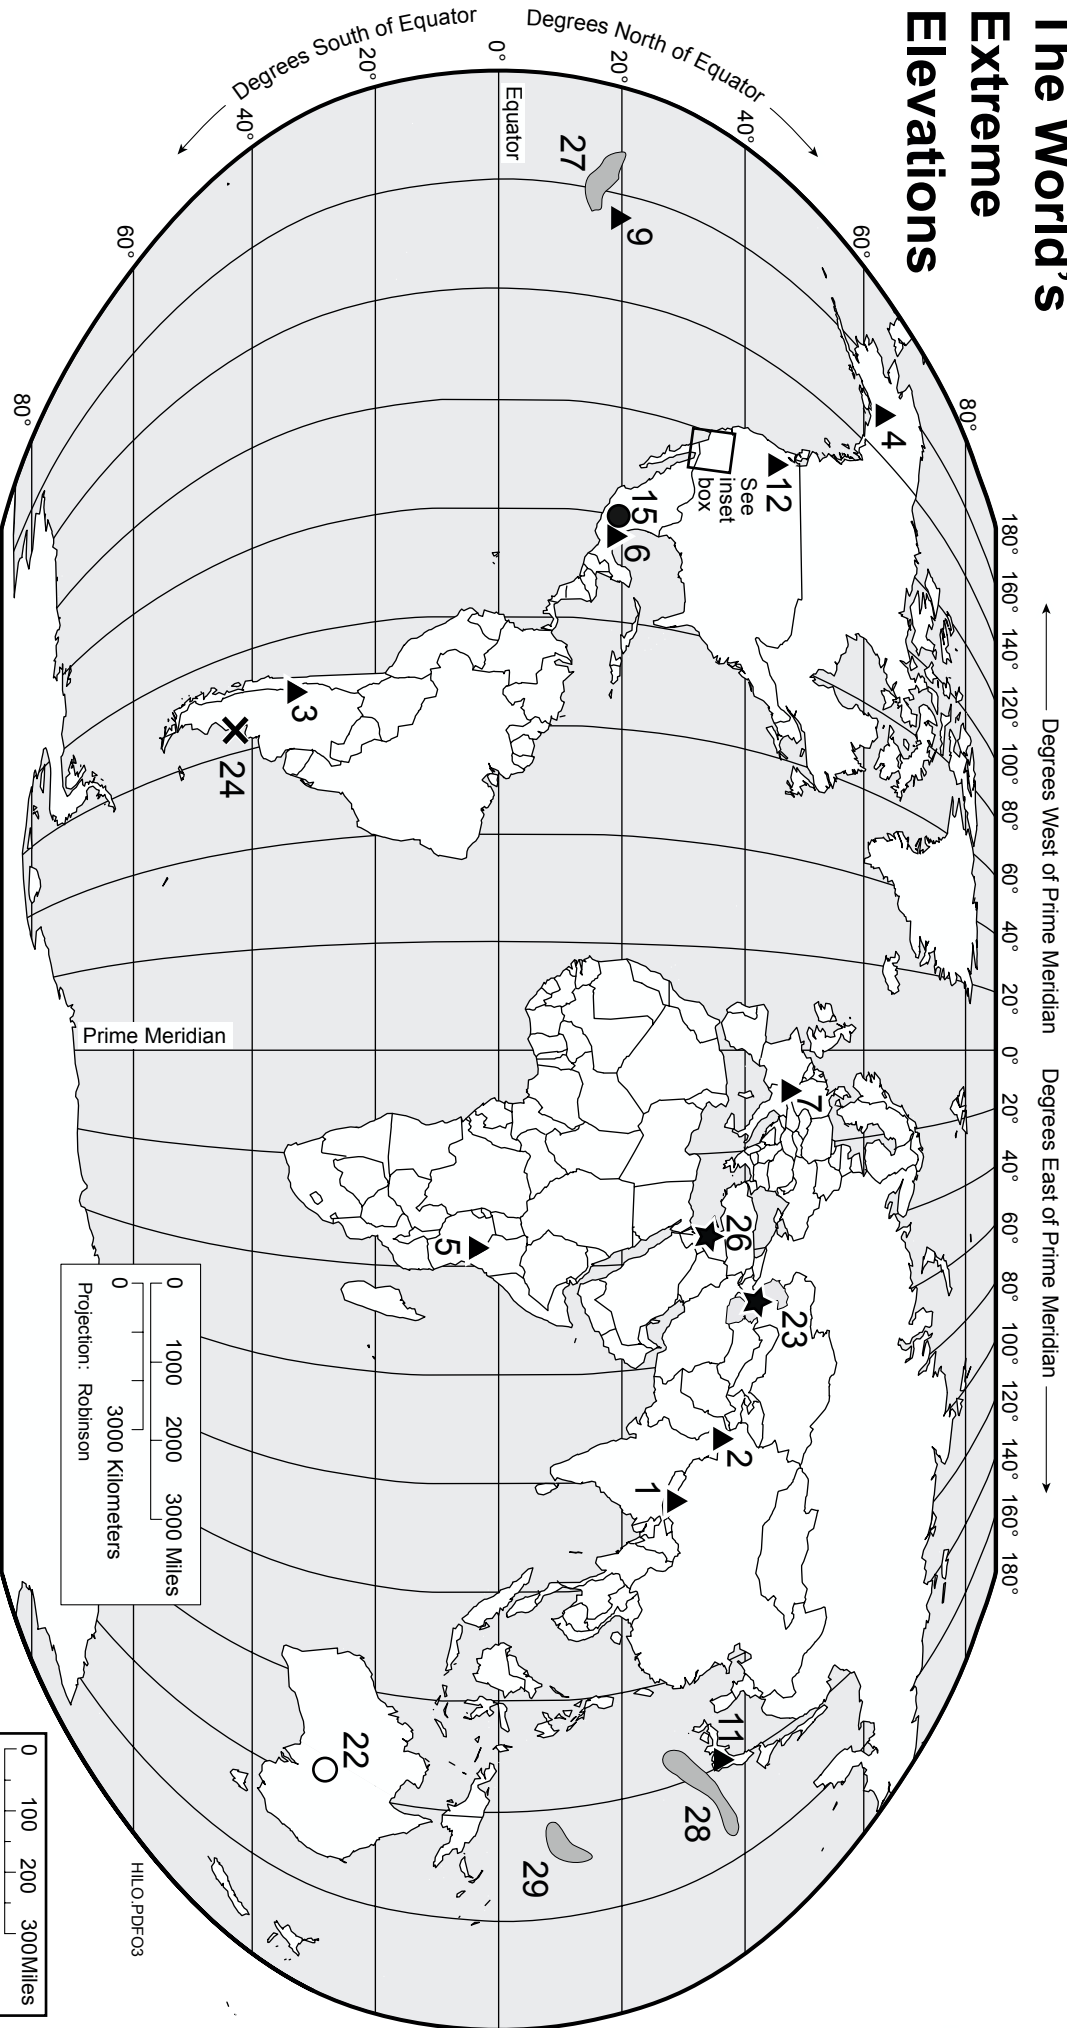 The World's
Extreme
Elevations
Degrees West of Prime Meridian
Degrees East of Prime Meridian
180°
160°
140°
120°
100°
80°
60°
40°
20°
0°
20°
40°
60°
80°
100°
120°
140°
160°
180°
80°
60°
40°
20°
0°
20°
40°
60°
80°
Degrees North of Equator
Degrees South of Equator
Equator
Prime Meridian
4
12
See
inset
box
9
27
15
6
3
24
7
26
23
5
2
1
11
28
29
22
0 1000 2000 3000 Miles
0 3000 Kilometers
Projection: Robinson
HILO.PDFO3
0 100 200 300Miles